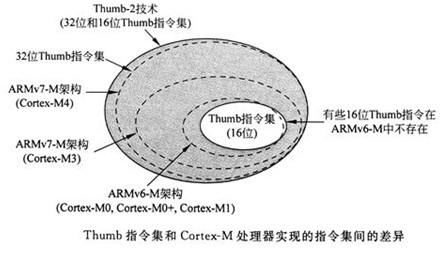 Thumb-2技术
(32位和16位Thumb指令集)
32位Thumb指令集
ARMv7-M架构
(Cortex-M4)
Thumb指令集
(16位)
有些16位Thumb指令在
ARMv6-M中不存在
ARMv7-M架构
(Cortex-M3)
ARMv6-M架构
(Cortex-M0, Cortex-M0+, Cortex-M1)
Thumb 指令集和 Cortex-M 处理器实现的指令集间的差异